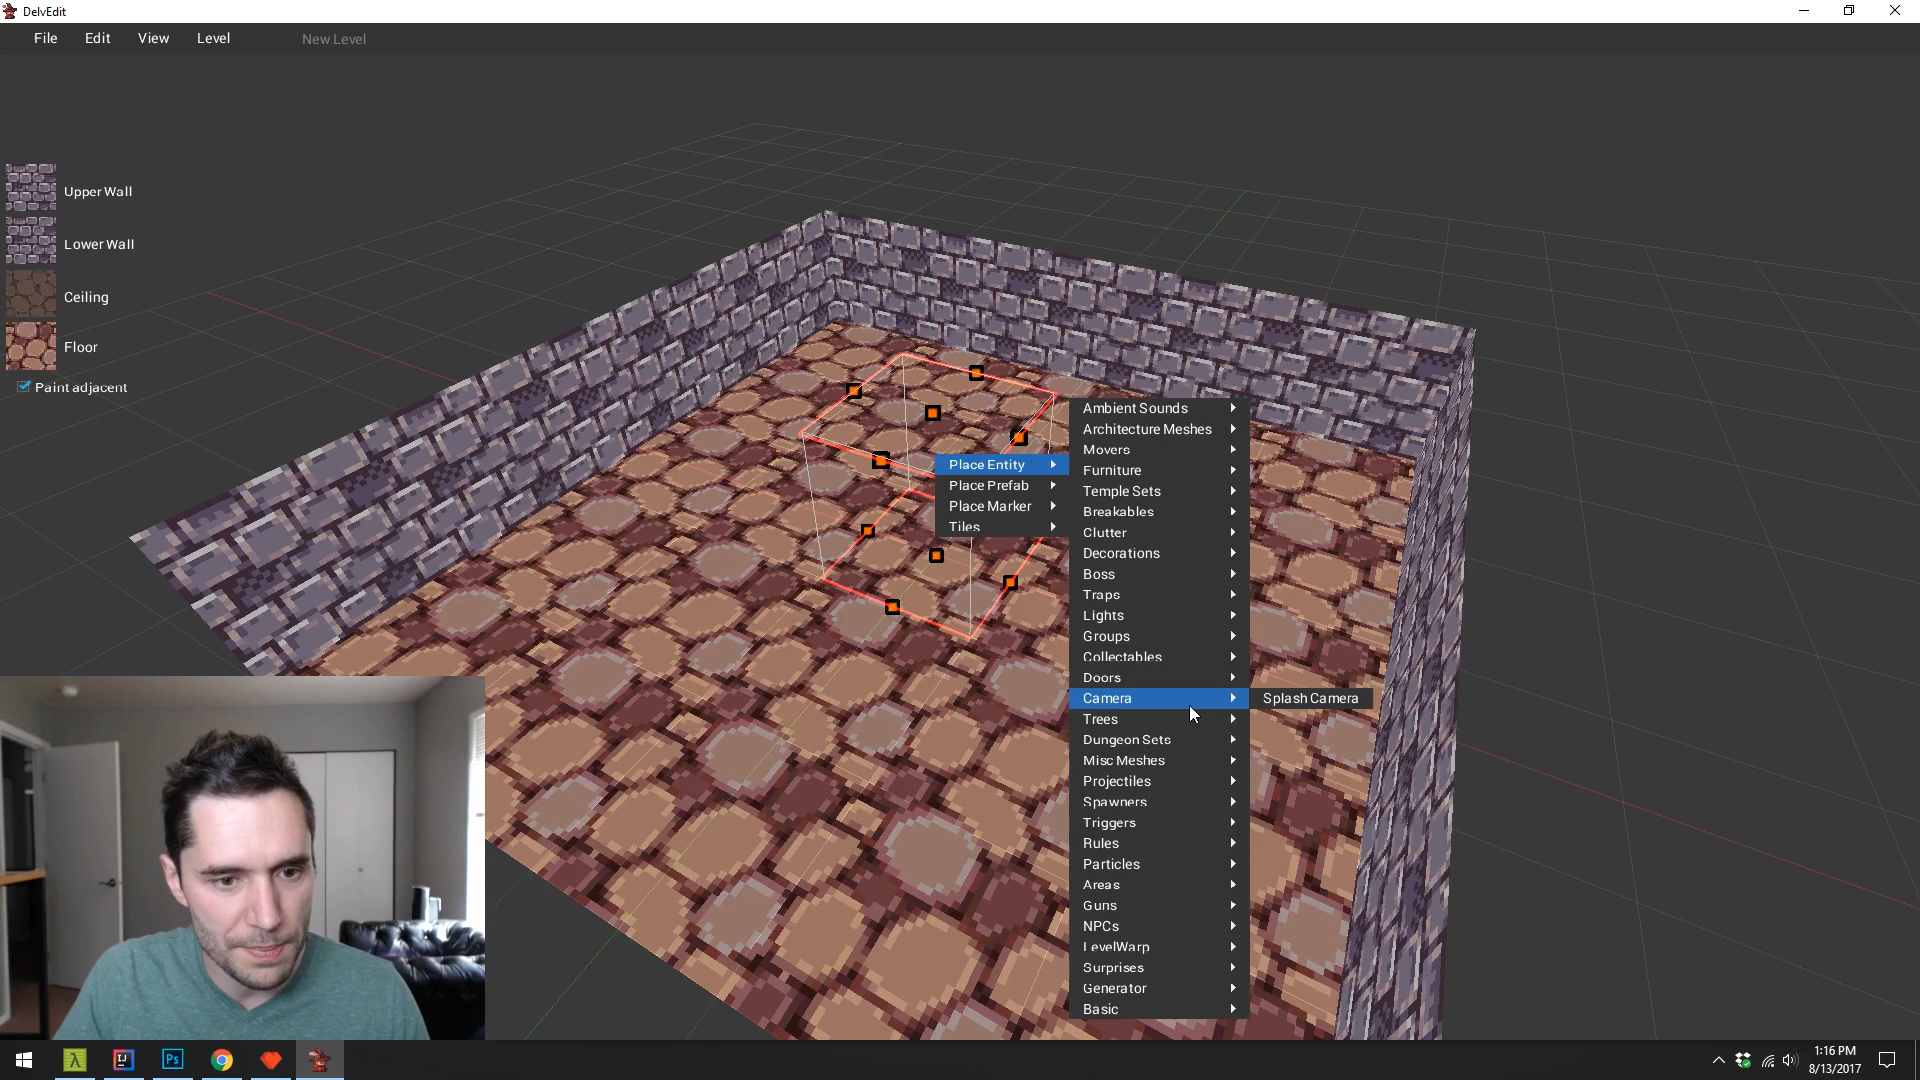 DelvEdit
File Edit View Level New Level
Upper Wall
Lower Wall
Ceiling
Floor
Paint adjacent
Place Entity
Place Prefab
Place Marker
Tiles
Ambient Sounds
Architecture Meshes
Movers
Furniture
Temple Sets
Breakables
Clutter
Decorations
Boss
Traps
Lights
Groups
Collectables
Doors
Camera
Trees
Dungeon Sets
Misc Meshes
Projectiles
Spawners
Triggers
Rules
Particles
Areas
Guns
NPCs
LevelWarp
Surprises
Generator
Basic
Splash Camera
λ
IJ
Ps
1:16 PM
8/13/2017